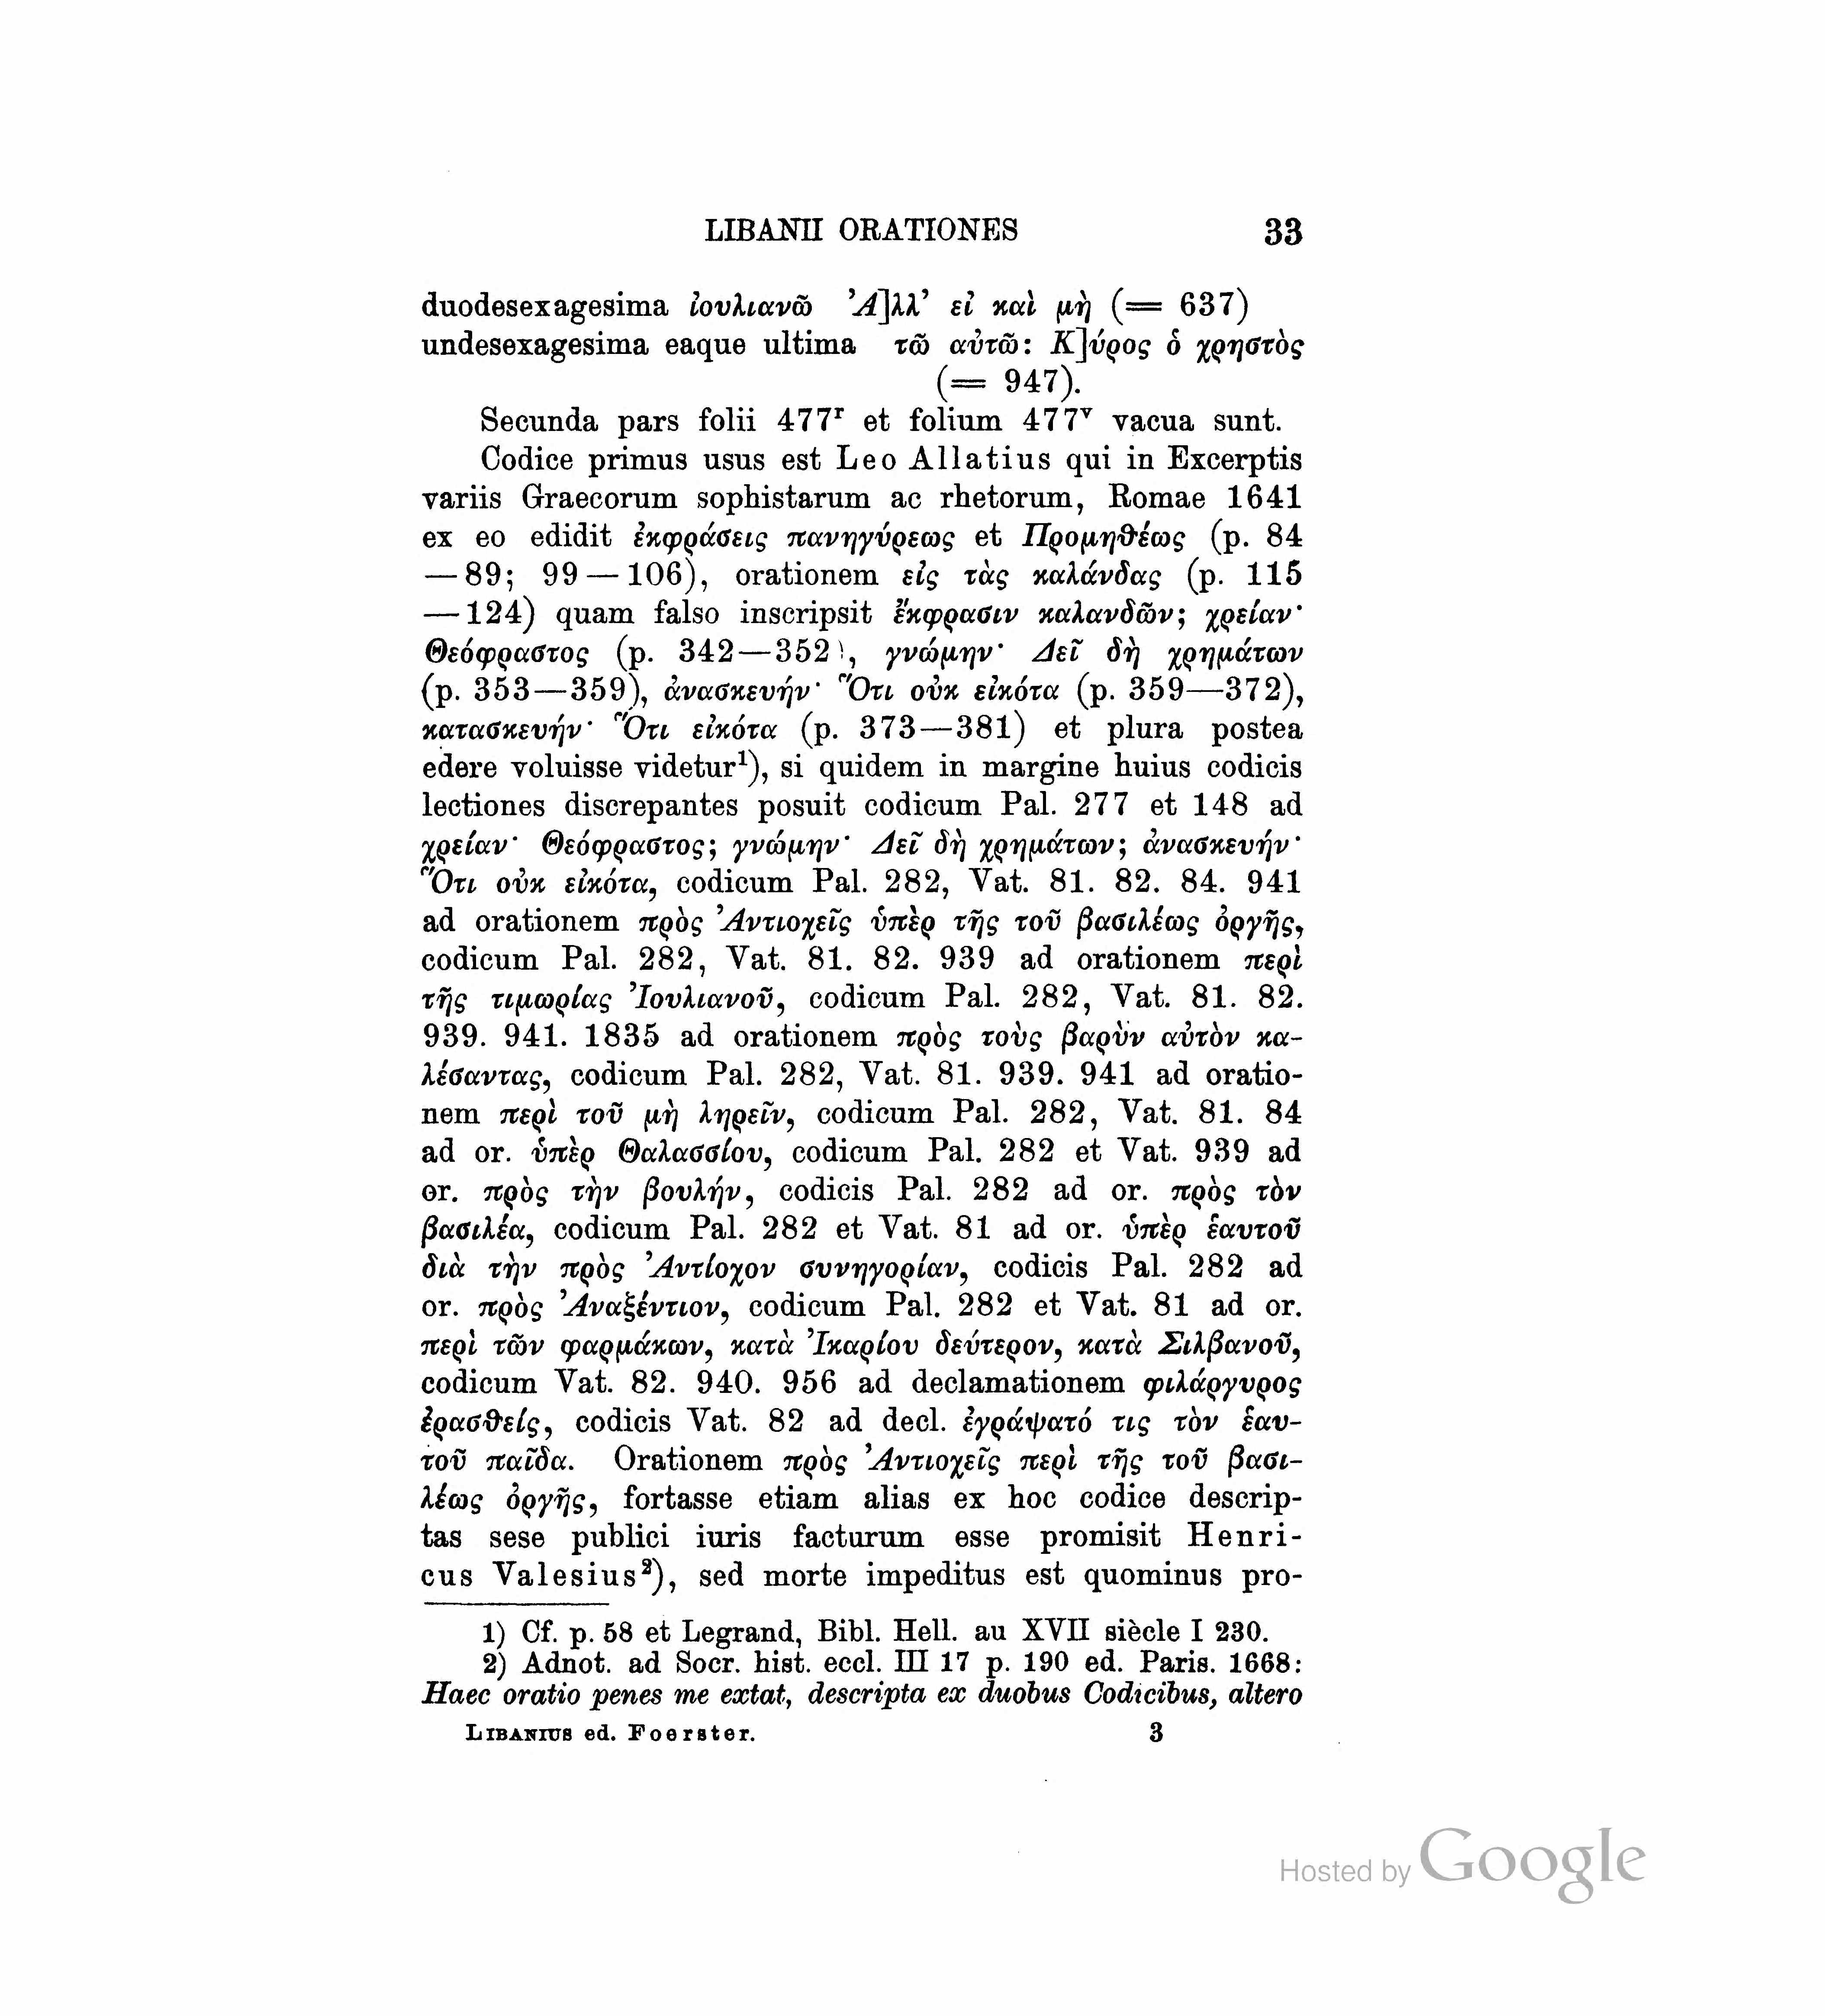 LIBANII ORATIONES 33
duodesexagesima ἰουλιανῶ Ἀ]λλ’ εἰ καὶ μὴ (= 637)
undesexagesima eaque ultima τῶ αὐτῶ: Κ]ύρος ὁ χρηστὸς
(= 947).
Secunda pars folii 477ʳ et folium 477ᵛ vacua sunt.
Codice primus usus est Leo Allatius qui in Excerptis
variis Graecorum sophistarum ac rhetorum, Romae 1641
ex eo edidit ἐκφράσεις πανηγύρεως et Προμηθέως (p. 84
—89; 99—106), orationem εἰς τὰς καλάνδας (p. 115
—124) quam falso inscripsit ἔκφρασιν καλανδῶν; χρείαν·
Θεόφραστος (p. 342—352), γνώμην· Δεῖ δὴ χρημάτων
(p. 353—359), ἀνασκευήν· Ὅτι οὐκ εἰκότα (p. 359—372),
κατασκευήν· Ὅτι εἰκότα (p. 373—381) et plura postea
edere voluisse videtur¹), si quidem in margine huius codicis
lectiones discrepantes posuit codicum Pal. 277 et 148 ad
χρείαν· Θεόφραστος; γνώμην· Δεῖ δὴ χρημάτων; ἀνασκευήν·
Ὅτι οὐκ εἰκότα, codicum Pal. 282, Vat. 81. 82. 84. 941
ad orationem πρὸς Ἀντιοχεῖς ὑπὲρ τῆς τοῦ βασιλέως ὀργῆς,
codicum Pal. 282, Vat. 81. 82. 939 ad orationem περὶ
τῆς τιμωρίας Ἰουλιανοῦ, codicum Pal. 282, Vat. 81. 82.
939. 941. 1835 ad orationem πρὸς τοὺς βαρὺν αὐτὸν κα-
λέσαντας, codicum Pal. 282, Vat. 81. 939. 941 ad oratio-
nem περὶ τοῦ μὴ ληρεῖν, codicum Pal. 282, Vat. 81. 84
ad or. ὑπὲρ Θαλασσίου, codicum Pal. 282 et Vat. 939 ad
or. πρὸς τὴν βουλήν, codicis Pal. 282 ad or. πρὸς τὸν
βασιλέα, codicum Pal. 282 et Vat. 81 ad or. ὑπὲρ ἑαυτοῦ
διὰ τὴν πρὸς Ἀντίοχον συνηγορίαν, codicis Pal. 282 ad
or. πρὸς Ἀναξέντιον, codicum Pal. 282 et Vat. 81 ad or.
περὶ τῶν φαρμάκων, κατὰ Ἰκαρίου δεύτερον, κατὰ Σιλβανοῦ,
codicum Vat. 82. 940. 956 ad declamationem φιλάργυρος
ἐρασθείς, codicis Vat. 82 ad decl. ἐγράψατό τις τὸν ἑαυ-
τοῦ παῖδα. Orationem πρὸς Ἀντιοχεῖς περὶ τῆς τοῦ βασι-
λέως ὀργῆς, fortasse etiam alias ex hoc codice descrip-
tas sese publici iuris facturum esse promisit Henri-
cus Valesius²), sed morte impeditus est quominus pro-
1) Cf. p. 58 et Legrand, Bibl. Hell. au XVII siècle I 230.
2) Adnot. ad Socr. hist. eccl. III 17 p. 190 ed. Paris. 1668:
Haec oratio penes me extat, descripta ex duobus Codicibus, altero
LIBANIUS ed. Foerster. 3
Hosted by Google